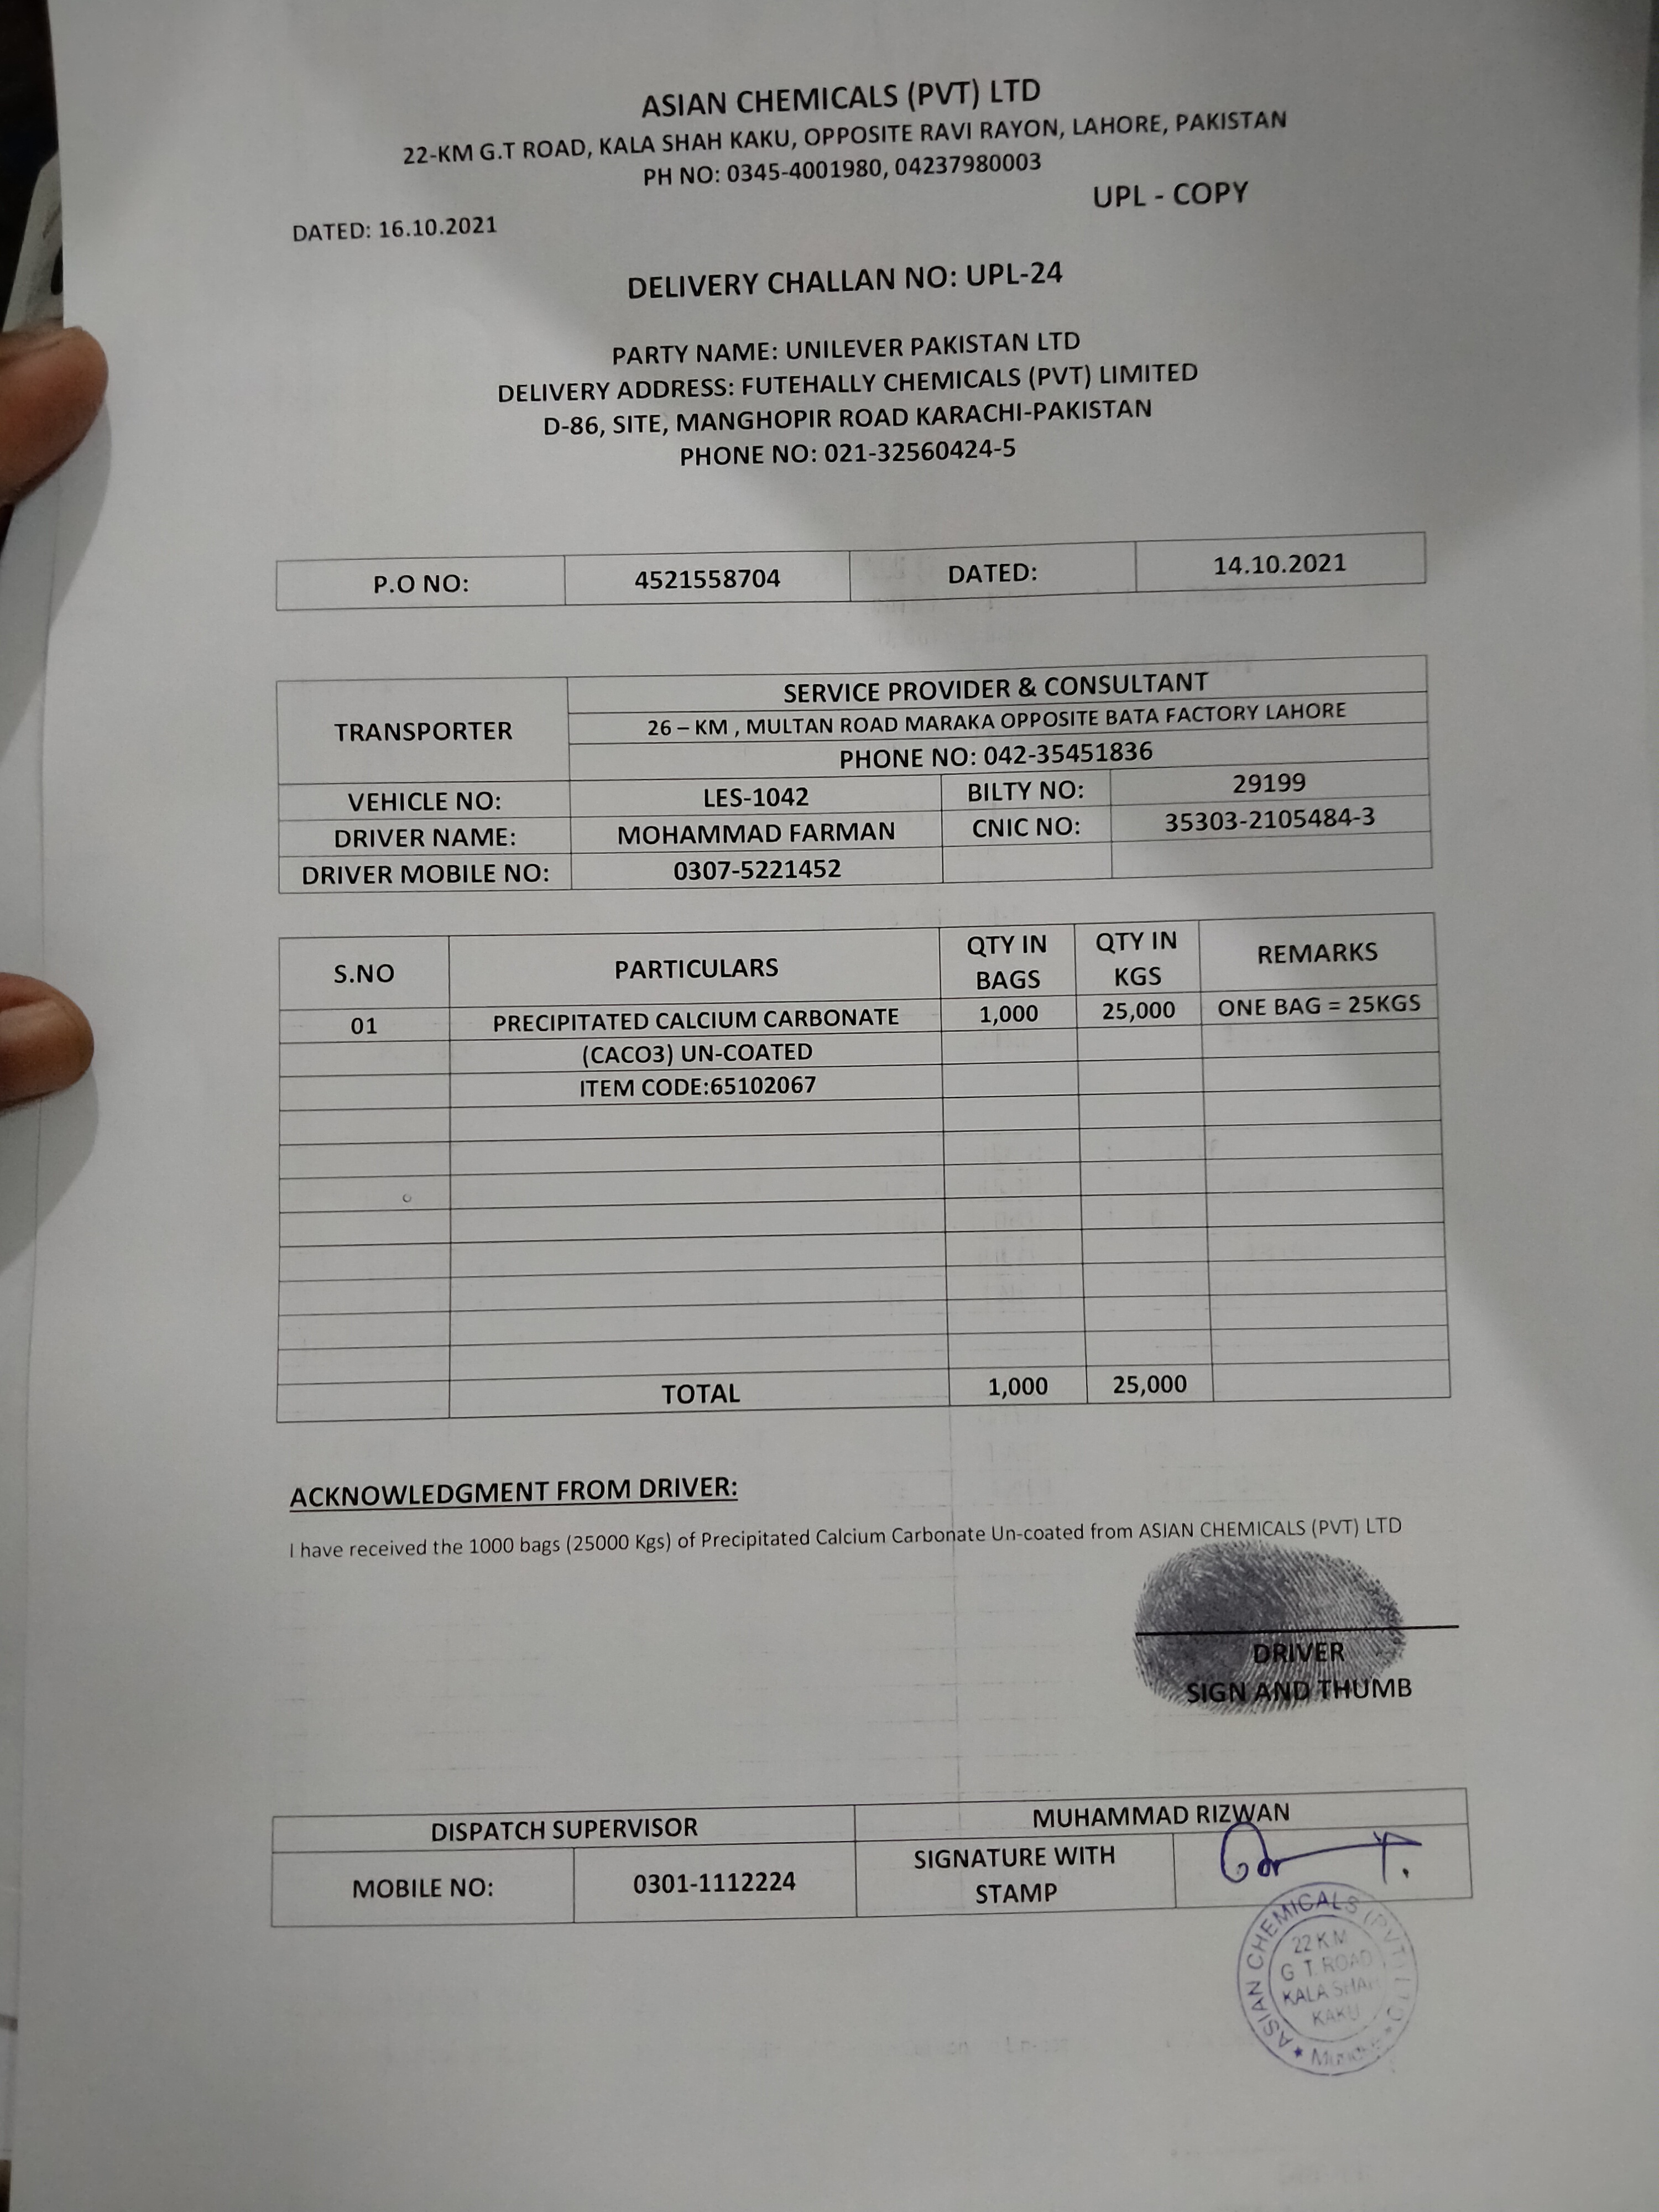 ASIAN CHEMICALS (PVT) LTD
22-KM G.T ROAD, KALA SHAH KAKU, OPPOSITE RAVI RAYON, LAHORE, PAKISTAN
PH NO: 0345-4001980, 04237980003
UPL - COPY
DATED: 16.10.2021
DELIVERY CHALLAN NO: UPL-24
PARTY NAME: UNILEVER PAKISTAN LTD
DELIVERY ADDRESS: FUTEHALLY CHEMICALS (PVT) LIMITED
D-86, SITE, MANGHOPIR ROAD KARACHI-PAKISTAN
PHONE NO: 021-32560424-5
P.O NO: 4521558704 DATED: 14.10.2021
TRANSPORTER
SERVICE PROVIDER & CONSULTANT
26 – KM , MULTAN ROAD MARAKA OPPOSITE BATA FACTORY LAHORE
PHONE NO: 042-35451836
VEHICLE NO: LES-1042 BILTY NO: 29199
DRIVER NAME: MOHAMMAD FARMAN CNIC NO: 35303-2105484-3
DRIVER MOBILE NO: 0307-5221452
S.NO PARTICULARS QTY IN BAGS QTY IN KGS REMARKS
01 PRECIPITATED CALCIUM CARBONATE 1,000 25,000 ONE BAG = 25KGS
(CACO3) UN-COATED
ITEM CODE:65102067
TOTAL 1,000 25,000
ACKNOWLEDGMENT FROM DRIVER:
I have received the 1000 bags (25000 Kgs) of Precipitated Calcium Carbonate Un-coated from ASIAN CHEMICALS (PVT) LTD
DRIVER
SIGN AND THUMB
DISPATCH SUPERVISOR MUHAMMAD RIZWAN
MOBILE NO: 0301-1112224 SIGNATURE WITH STAMP
ASIAN CHEMICALS (PVT) LTD
22 K.M
G T. ROAD
KALA SHAH
KAKU